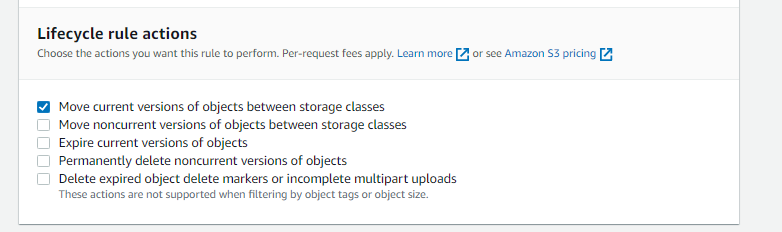 Lifecycle rule actions
Choose the actions you want this rule to perform. Per-request fees apply. Learn more or see Amazon S3 pricing
Move current versions of objects between storage classes
Move noncurrent versions of objects between storage classes
Expire current versions of objects
Permanently delete noncurrent versions of objects
Delete expired object delete markers or incomplete multipart uploads
These actions are not supported when filtering by object tags or object size.